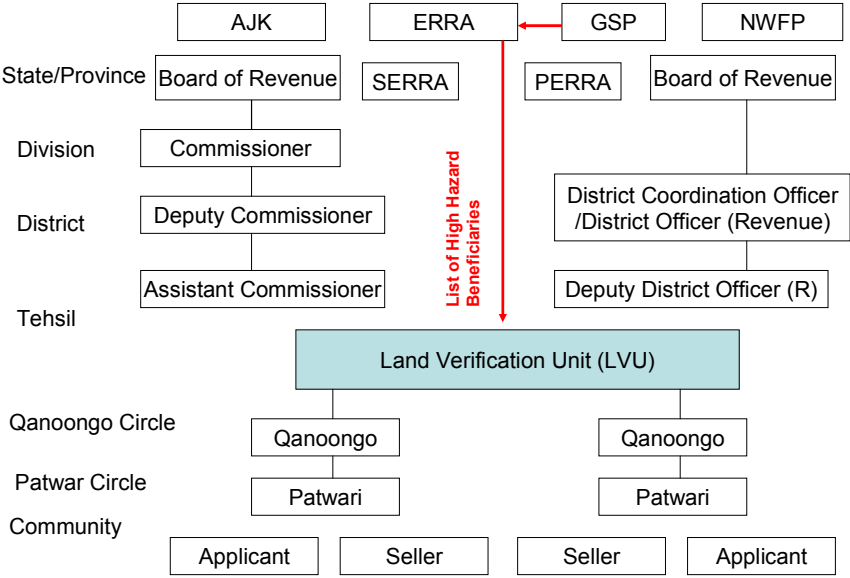 AJK
ERRA
GSP
NWFP
State/Province
Board of Revenue
SERRA
PERRA
Board of Revenue
Division
Commissioner
District
Deputy Commissioner
List of High Hazard
Beneficiaries
District Coordination Officer
/District Officer (Revenue)
Assistant Commissioner
Deputy District Officer (R)
Tehsil
Land Verification Unit (LVU)
Qanoongo Circle
Qanoongo
Qanoongo
Patwar Circle
Patwari
Patwari
Community
Applicant
Seller
Seller
Applicant